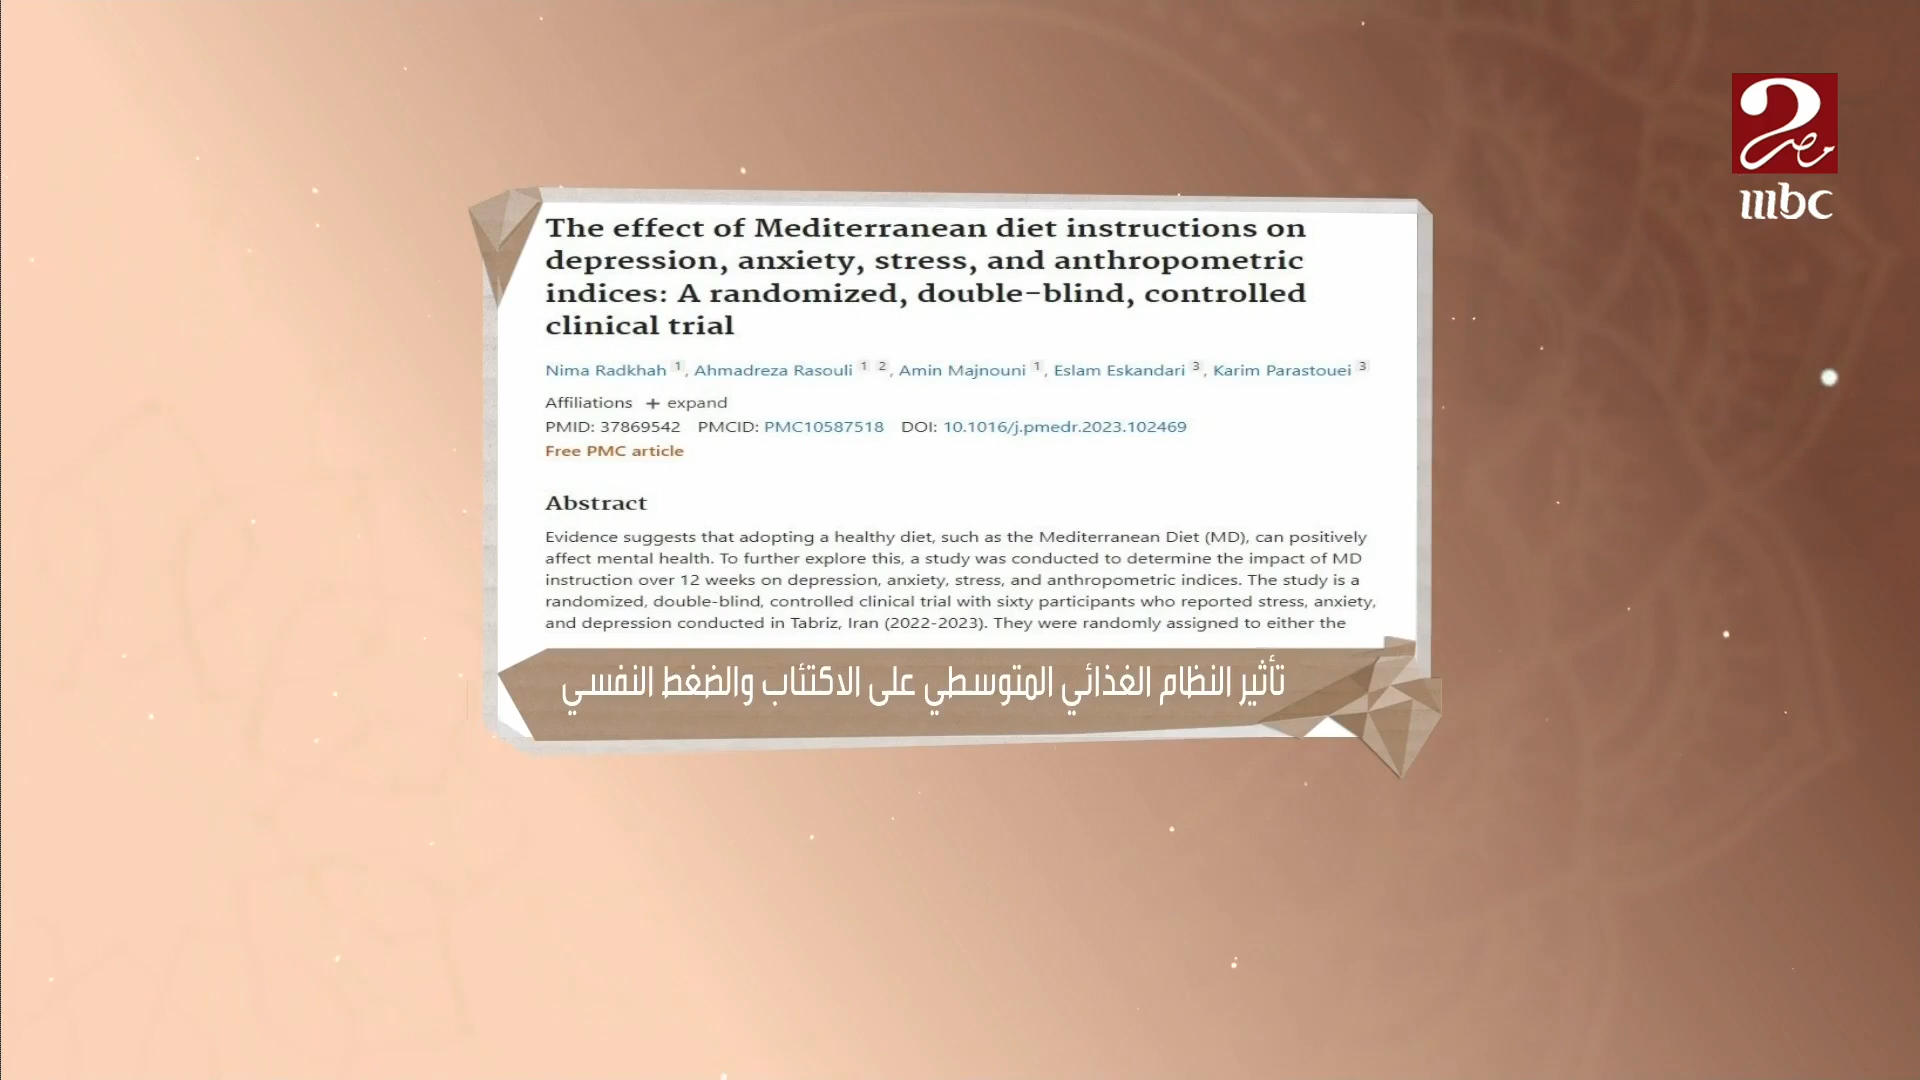 mbc
The effect of Mediterranean diet instructions on
depression, anxiety, stress, and anthropometric
indices: A randomized, double-blind, controlled
clinical trial
Nima Radkhah 1, Ahmadreza Rasouli 1 2, Amin Majnouni 1, Eslam Eskandari 3, Karim Parastouei 3
Affiliations + expand
PMID: 37869542 PMCID: PMC10587518 DOI: 10.1016/j.pmedr.2023.102469
Free PMC article
Abstract
Evidence suggests that adopting a healthy diet, such as the Mediterranean Diet (MD), can positively
affect mental health. To further explore this, a study was conducted to determine the impact of MD
instruction over 12 weeks on depression, anxiety, stress, and anthropometric indices. The study is a
randomized, double-blind, controlled clinical trial with sixty participants who reported stress, anxiety,
and depression conducted in Tabriz, Iran (2022-2023). They were randomly assigned to either the
تأثير النظام الغذائي المتوسطي على الاكتئاب والضغط النفسي